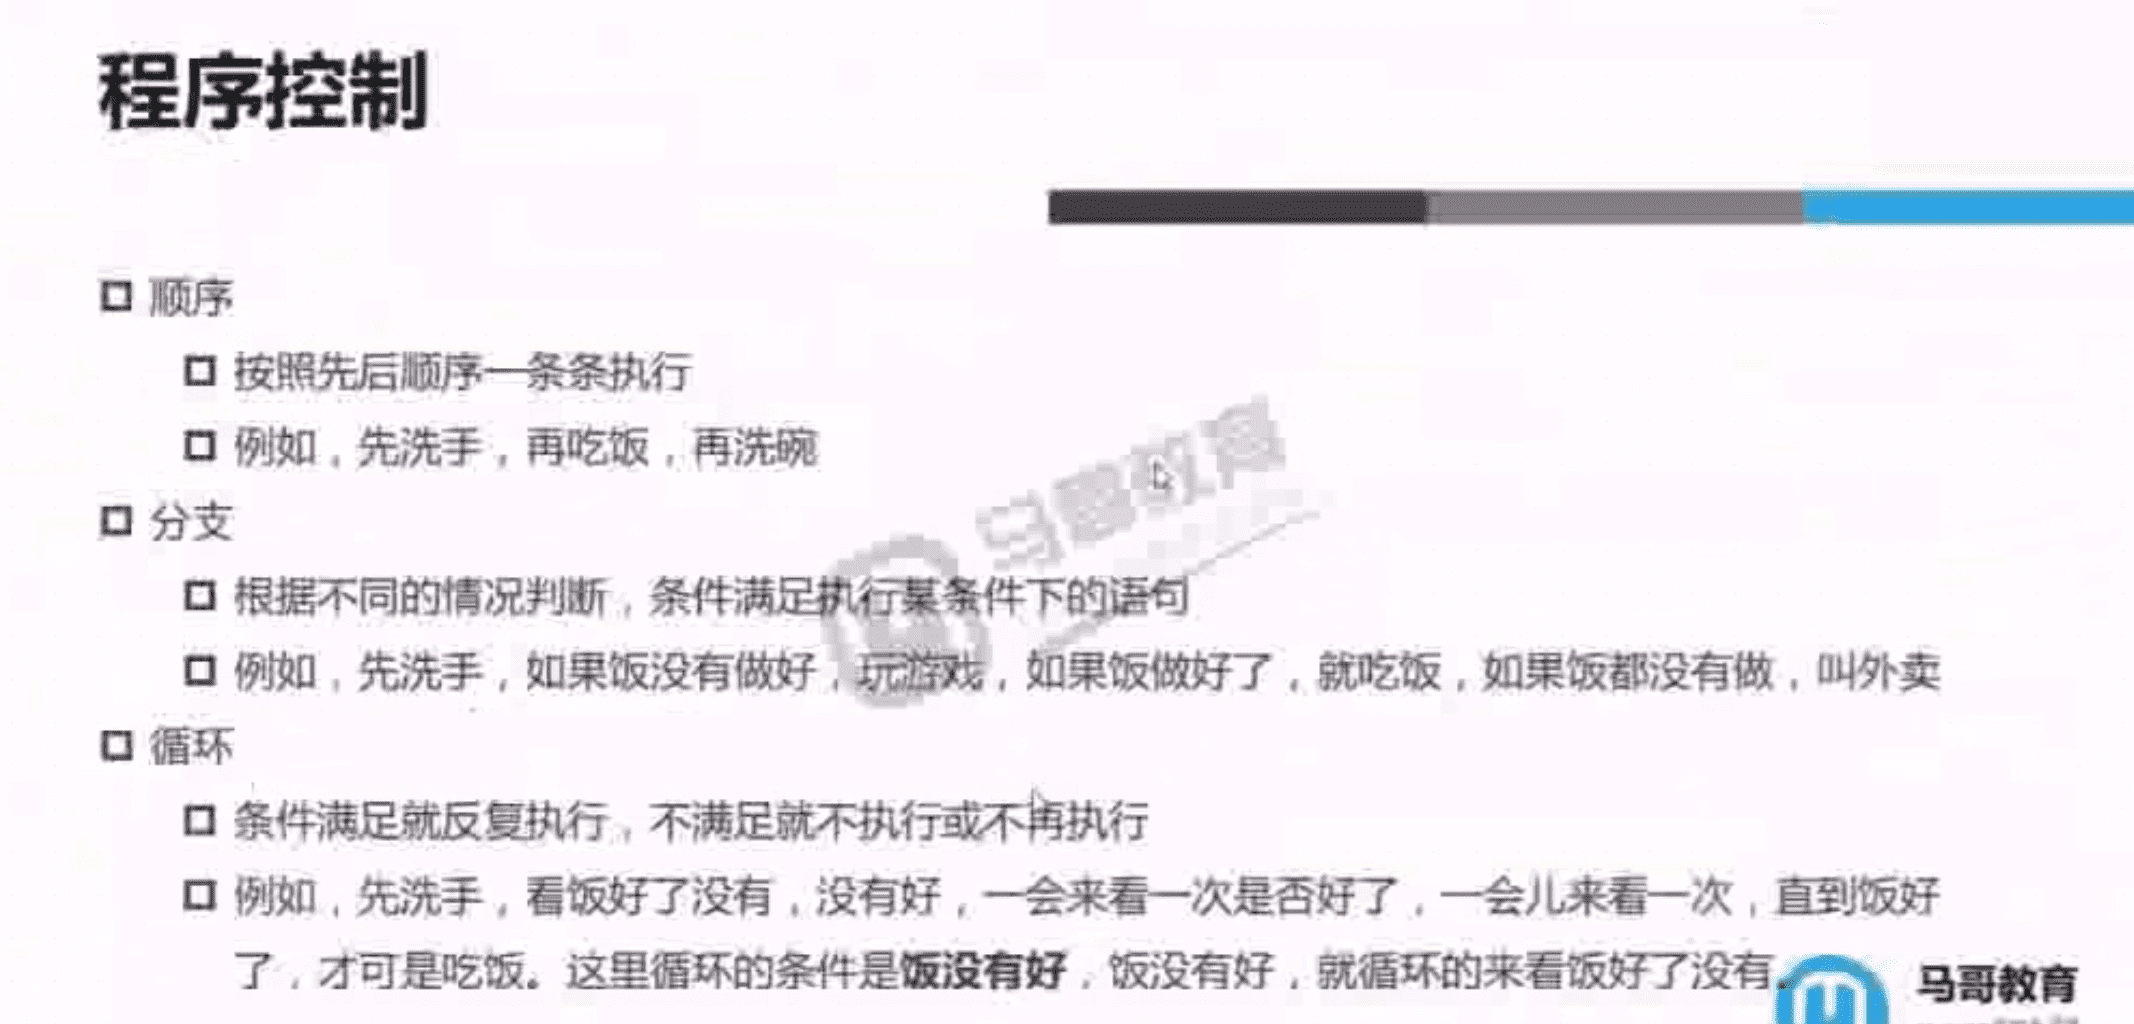 程序控制
顺序
按照先后顺序一条条执行
例如，先洗手，再吃饭，再洗碗
分支
根据不同的情况判断，条件满足执行某条件下的语句
例如，先洗手，如果饭没有做好，玩游戏，如果饭做好了，就吃饭，如果饭都没有做，叫外卖
循环
条件满足就反复执行，不满足就不执行或不再执行
例如，先洗手，看饭好了没有，没有好，一会来看一次是否好了，一会儿来看一次，直到饭好
了，才可是吃饭。这里循环的条件是饭没有好，饭没有好，就循环的来看饭好了没有。
马哥教育
马哥教育